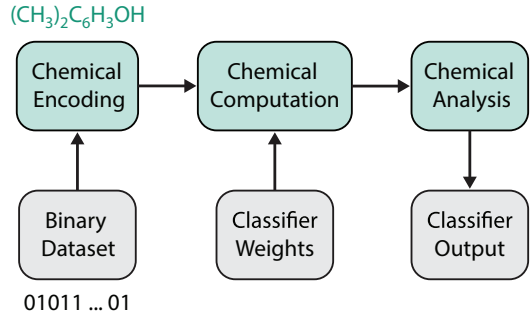 (CH₃)₂C₆H₃OH
Chemical
Encoding
Chemical
Computation
Chemical
Analysis
Binary
Dataset
Classifier
Weights
Classifier
Output
01011 ... 01